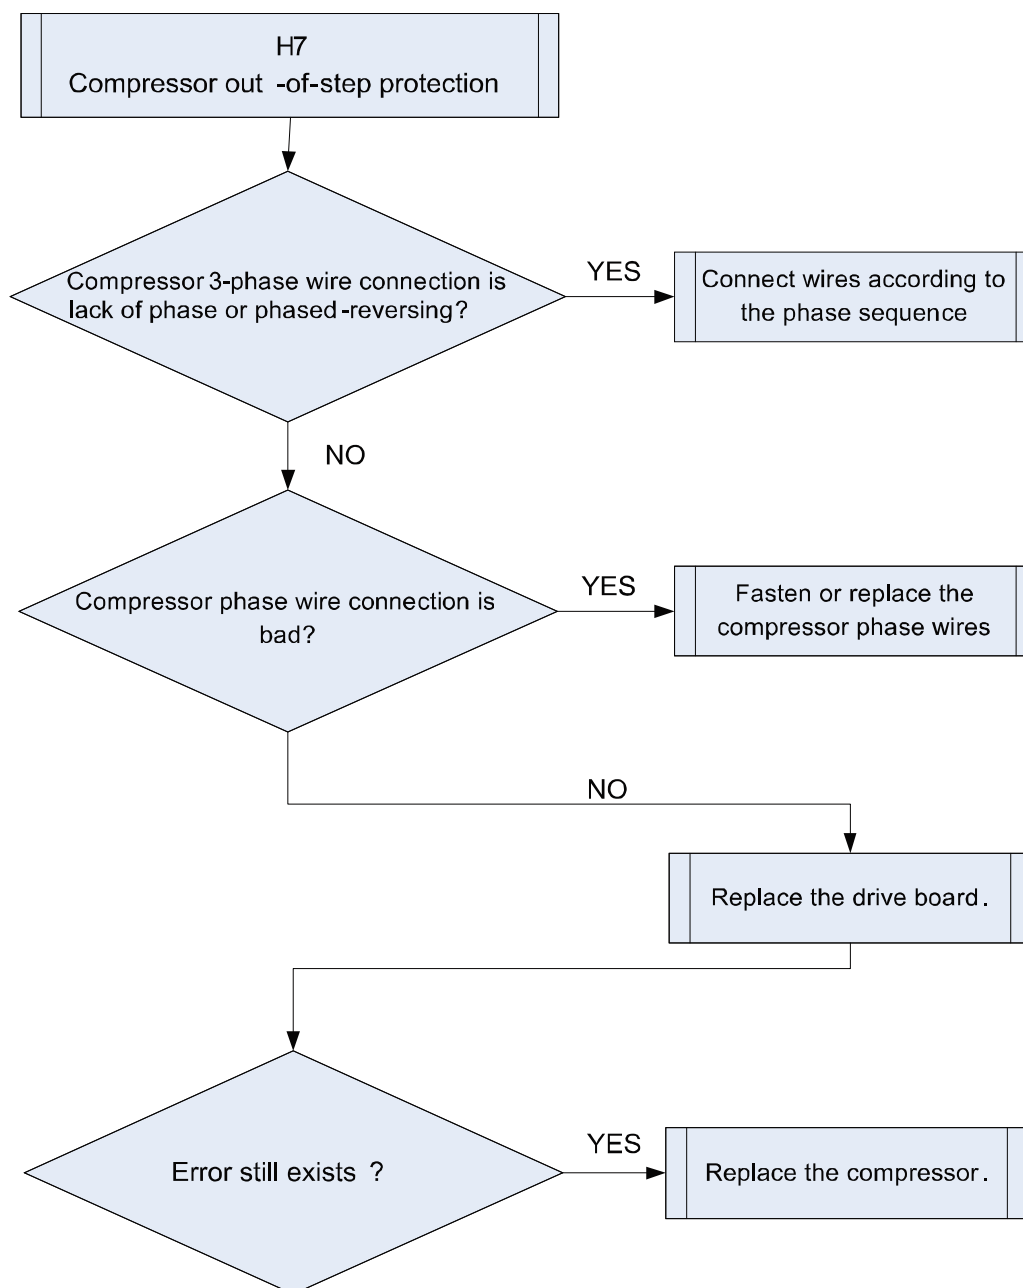 H7
Compressor out -of-step protection
Compressor 3-phase wire connection is
lack of phase or phased-reversing?
YES
Connect wires according to
the phase sequence
NO
Compressor phase wire connection is
bad?
YES
Fasten or replace the
compressor phase wires
NO
Replace the drive board.
Error still exists ?
YES
Replace the compressor.